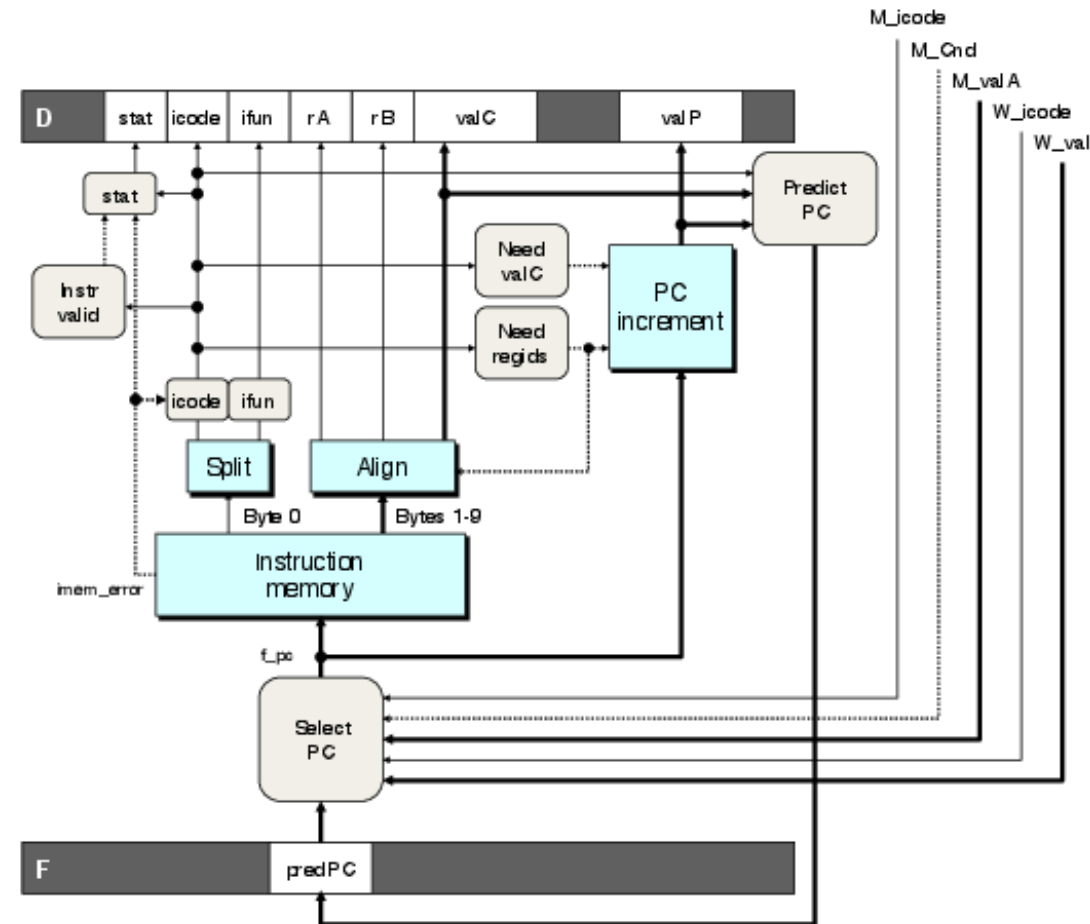 M_icode
M_Cnd
M_valA
W_icode
W_val
D stat icode ifun rA rB valC valP
stat
Predict
PC
Need
valC
Instr
valid
PC
increment
Need
regids
icode ifun
Split
Align
Byte 0
Bytes 1-9
Instruction
memory
imem_error
f_pc
Select
PC
F predPC